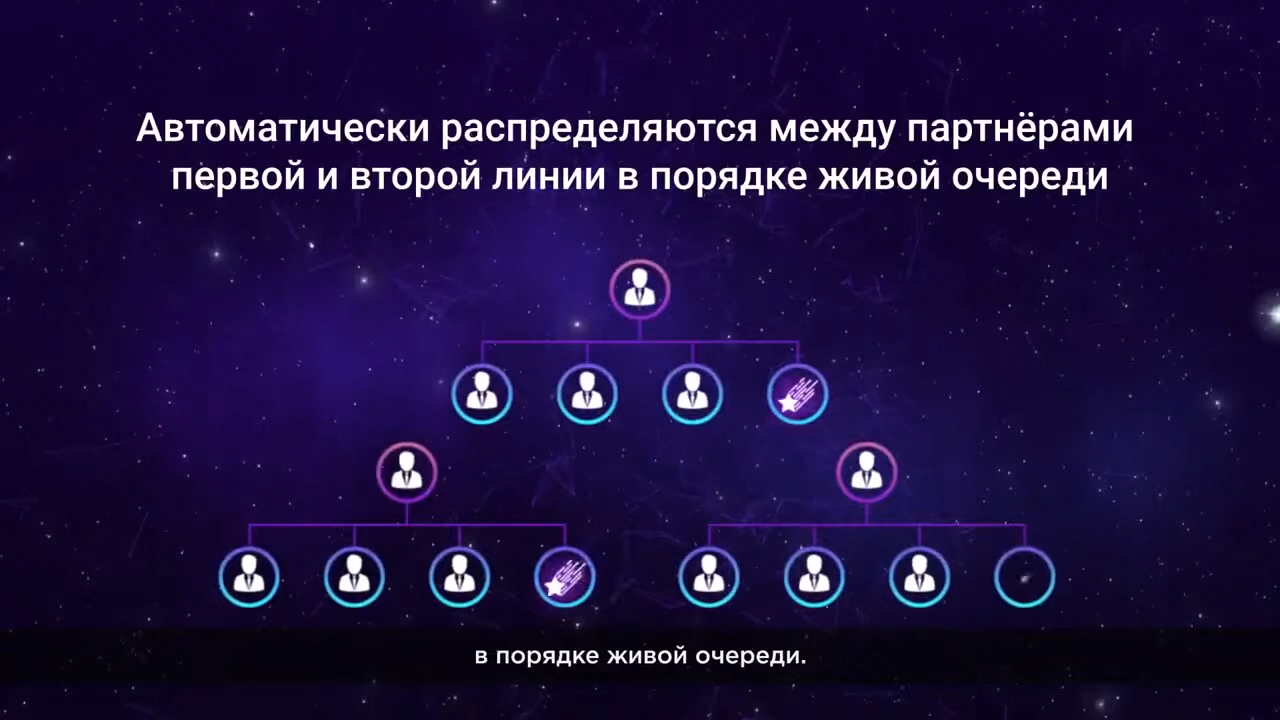 Автоматически распределяются между партнёрами
первой и второй линии в порядке живой очереди
в порядке живой очереди.